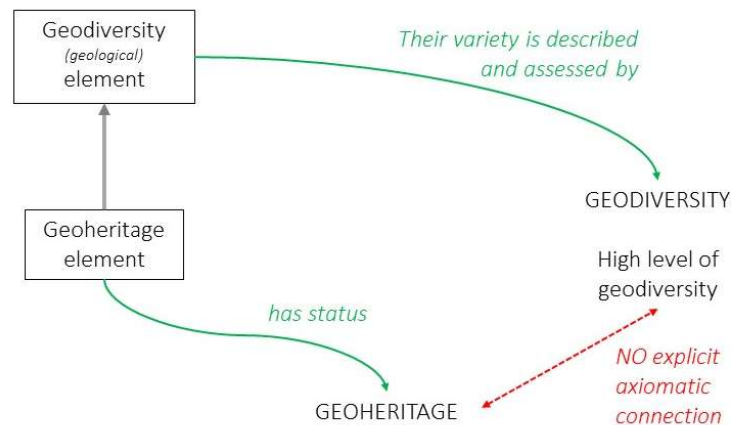 Geodiversity
(geological)
element
Their variety is described
and assessed by
GEODIVERSITY
Geoheritage
element
High level of
geodiversity
has status
NO explicit
axiomatic
connection
GEOHERITAGE